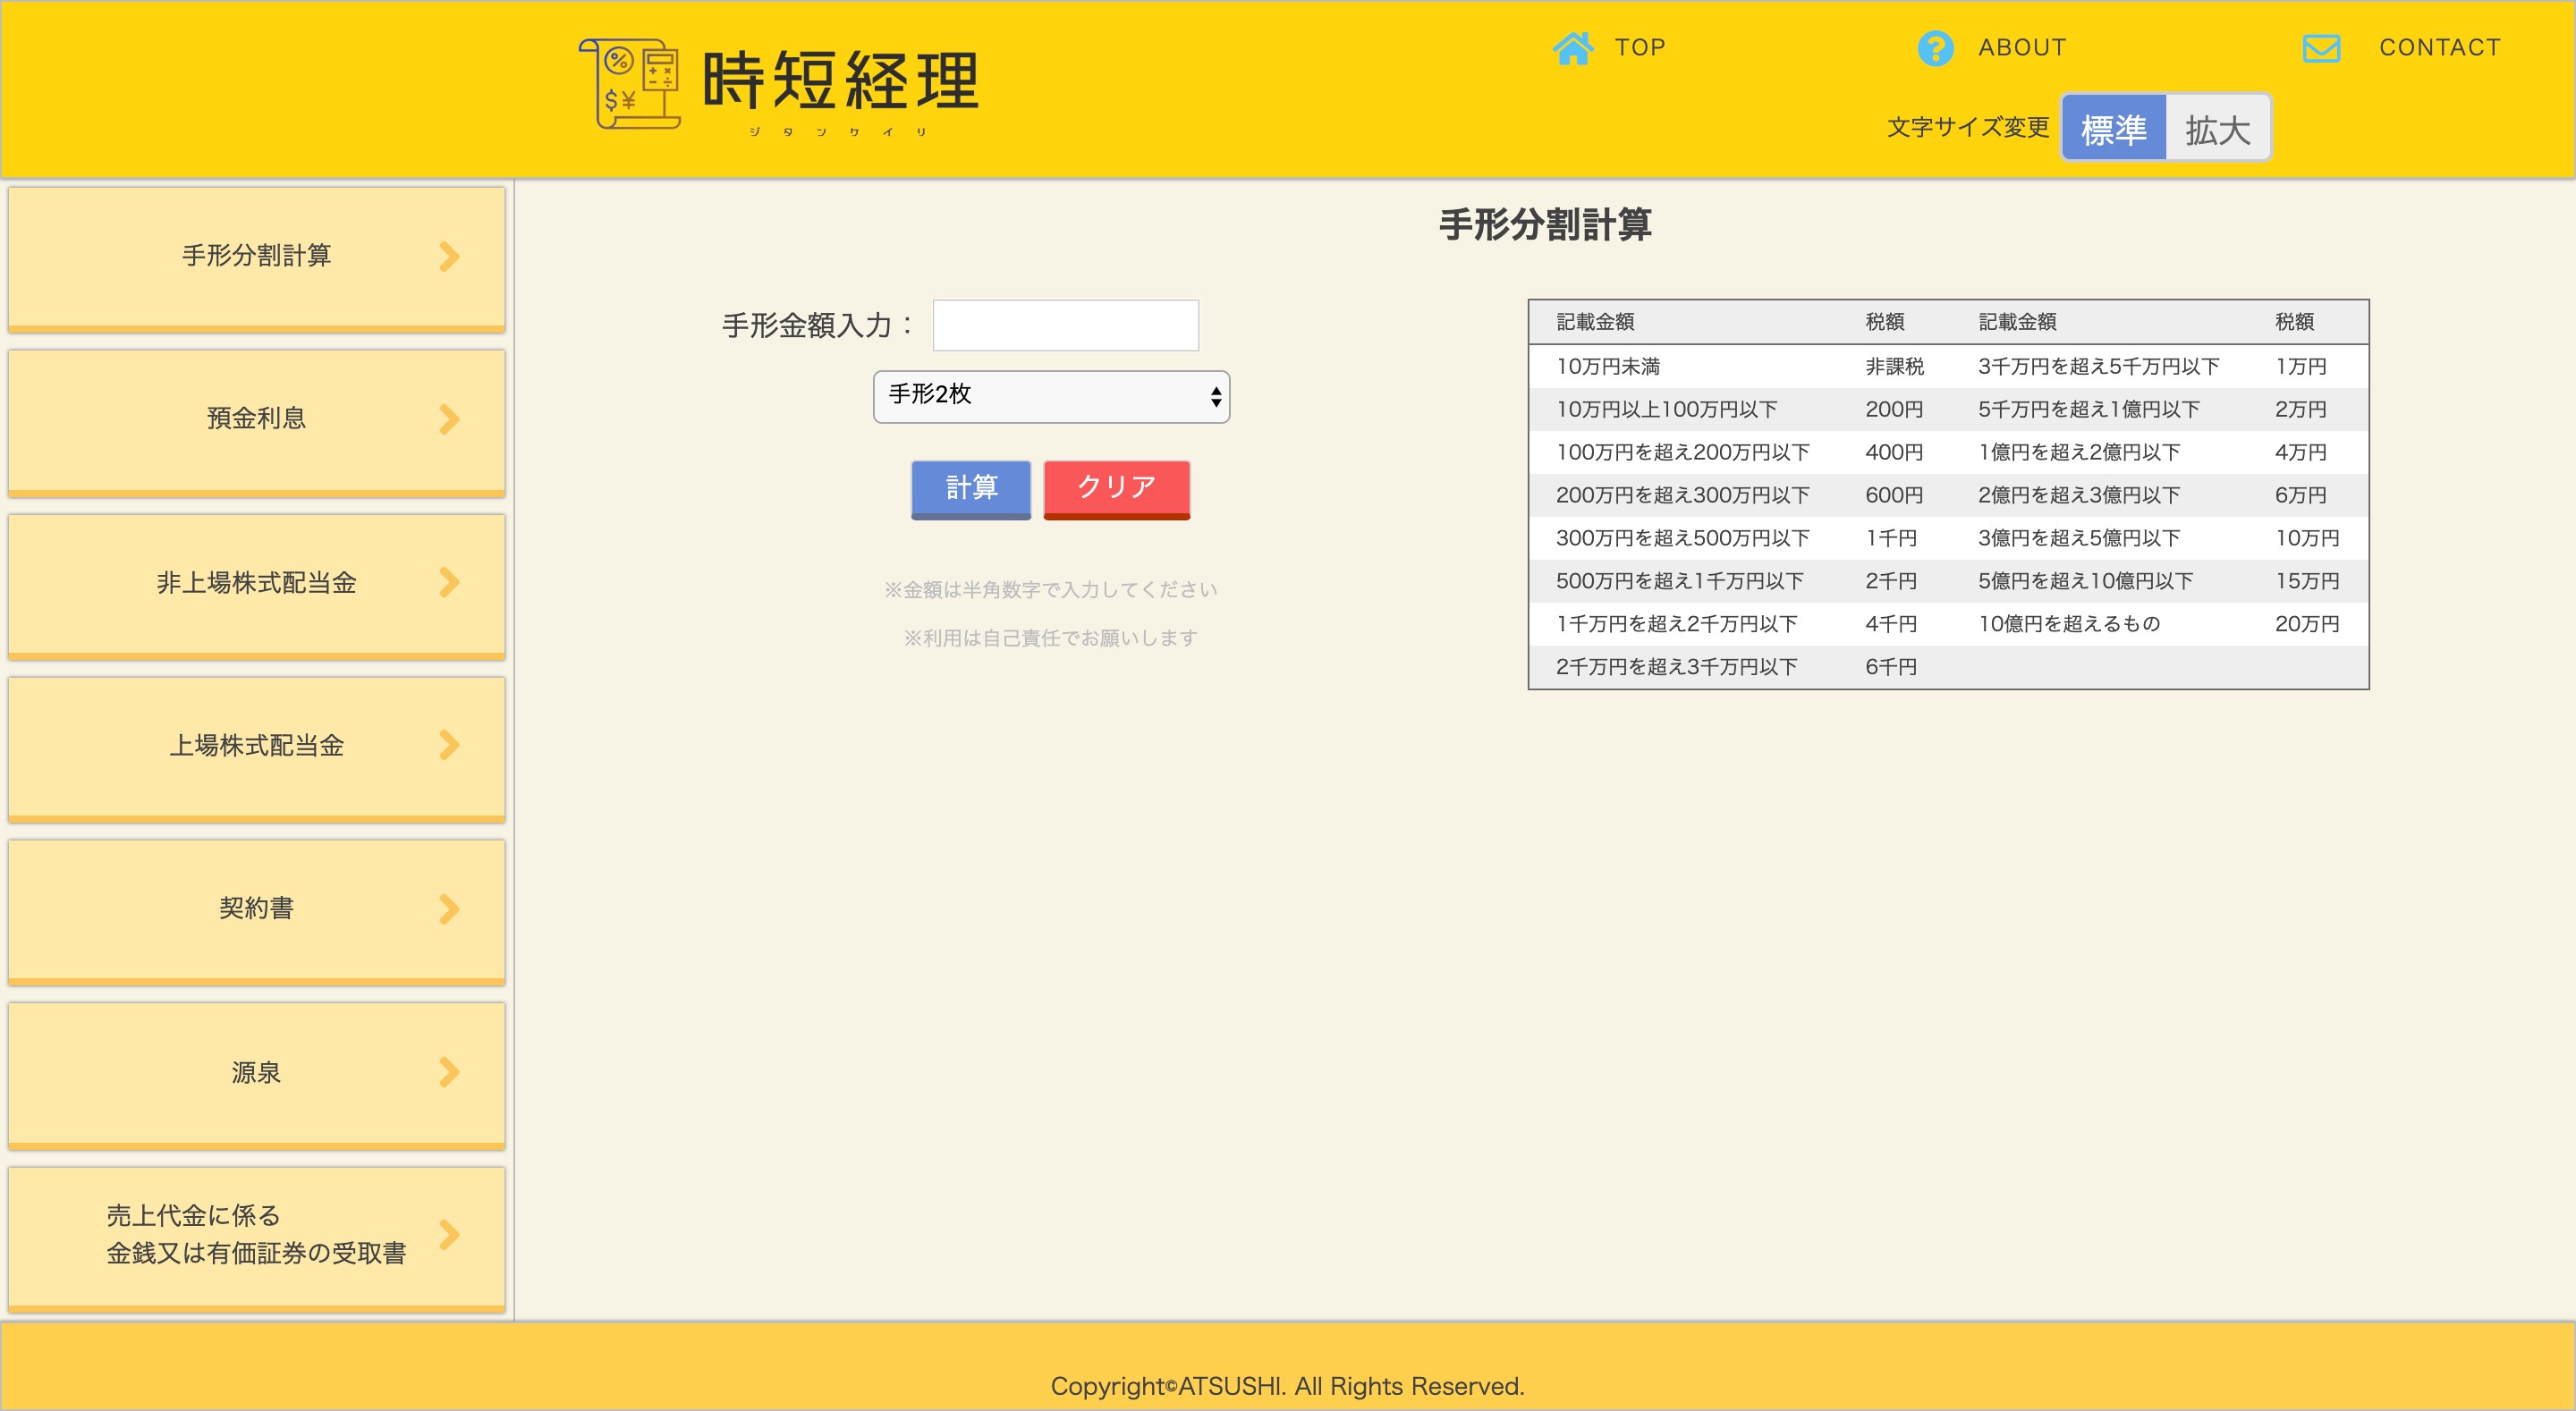 時短経理
ジタンケイリ
TOP
ABOUT
CONTACT
文字サイズ変更 標準 拡大
手形分割計算
預金利息
非上場株式配当金
上場株式配当金
契約書
源泉
売上代金に係る
金銭又は有価証券の受取書
手形分割計算
手形金額入力：
手形2枚
計算 クリア
※金額は半角数字で入力してください
※利用は自己責任でお願いします
記載金額 税額 記載金額 税額
10万円未満 非課税 3千万円を超え5千万円以下 1万円
10万円以上100万円以下 200円 5千万円を超え1億円以下 2万円
100万円を超え200万円以下 400円 1億円を超え2億円以下 4万円
200万円を超え300万円以下 600円 2億円を超え3億円以下 6万円
300万円を超え500万円以下 1千円 3億円を超え5億円以下 10万円
500万円を超え1千万円以下 2千円 5億円を超え10億円以下 15万円
1千万円を超え2千万円以下 4千円 10億円を超えるもの 20万円
2千万円を超え3千万円以下 6千円
Copyright©ATSUSHI. All Rights Reserved.